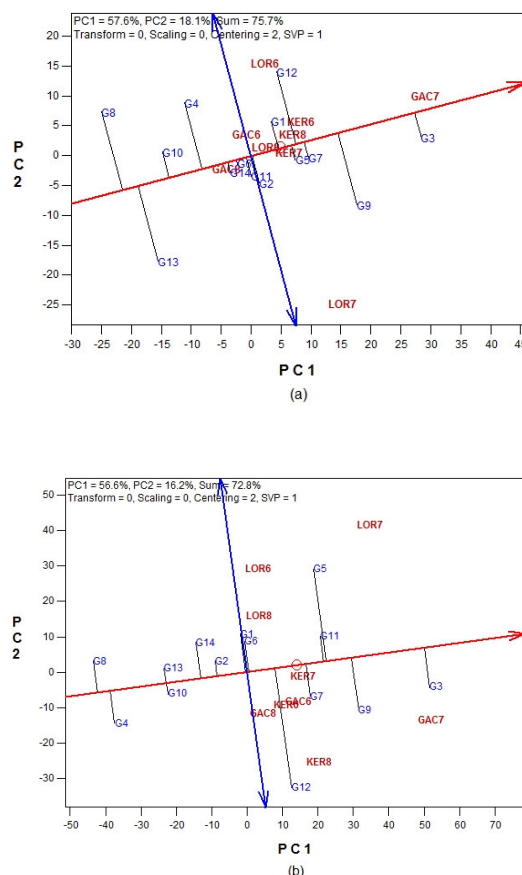 PC1 = 57.6%, PC2 = 18.1%, Sum = 75.7%
Transform = 0, Scaling = 0, Centering = 2, SVP = 1
20
15
10
5
0
-5
-10
-15
-20
-25
PC2
LOR6
G12
GAC7
G8
G4
G1
KER6
GAC6
KER8
G3
LOR8
G10
KER7
G7
G5
G6
GAC8
G14
G11
G2
G9
G13
LOR7
-30 -25 -20 -15 -10 -5 0 5 10 15 20 25 30 35 40 45
PC1
(a)
PC1 = 56.6%, PC2 = 16.2%, Sum = 72.8%
Transform = 0, Scaling = 0, Centering = 2, SVP = 1
50
40
30
20
10
0
-10
-20
-30
PC2
LOR7
LOR6
G5
LOR8
G1
G11
G6
G14
G8
G2
G13
KER7
G10
G3
G7
GAC6
KER6
G9
GAC8
GAC7
G4
KER8
G12
-50 -40 -30 -20 -10 0 10 20 30 40 50 60 70
PC1
(b)